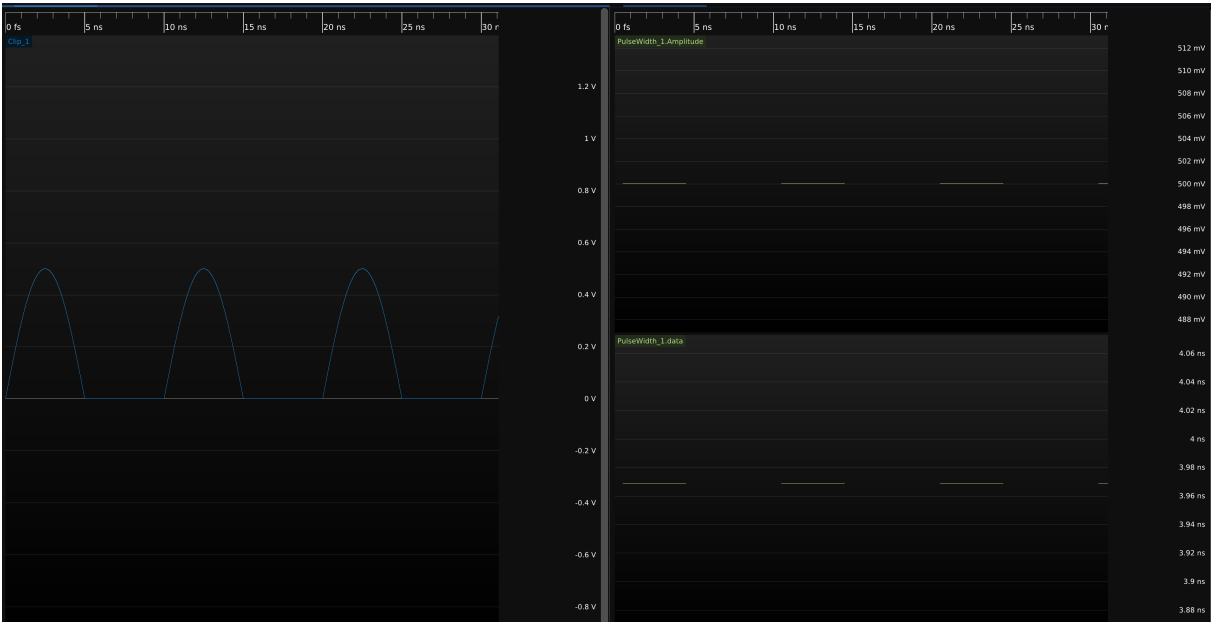 0 fs 5 ns 10 ns 15 ns 20 ns 25 ns 30 n
Clip_1
1.2 V
1 V
0.8 V
0.6 V
0.4 V
0.2 V
0 V
-0.2 V
-0.4 V
-0.6 V
-0.8 V
0 fs 5 ns 10 ns 15 ns 20 ns 25 ns 30 n
PulseWidth_1.Amplitude
512 mV
510 mV
508 mV
506 mV
504 mV
502 mV
500 mV
498 mV
496 mV
494 mV
492 mV
490 mV
488 mV
PulseWidth_1.data
4.06 ns
4.04 ns
4.02 ns
4 ns
3.98 ns
3.96 ns
3.94 ns
3.92 ns
3.9 ns
3.88 ns